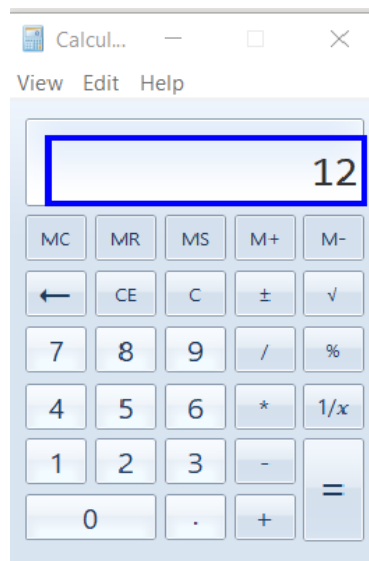 Calcul...
View Edit Help
12
MC MR MS M+ M-
← CE C ± √
7 8 9 / %
4 5 6 * 1/x
1 2 3 - =
0 . +